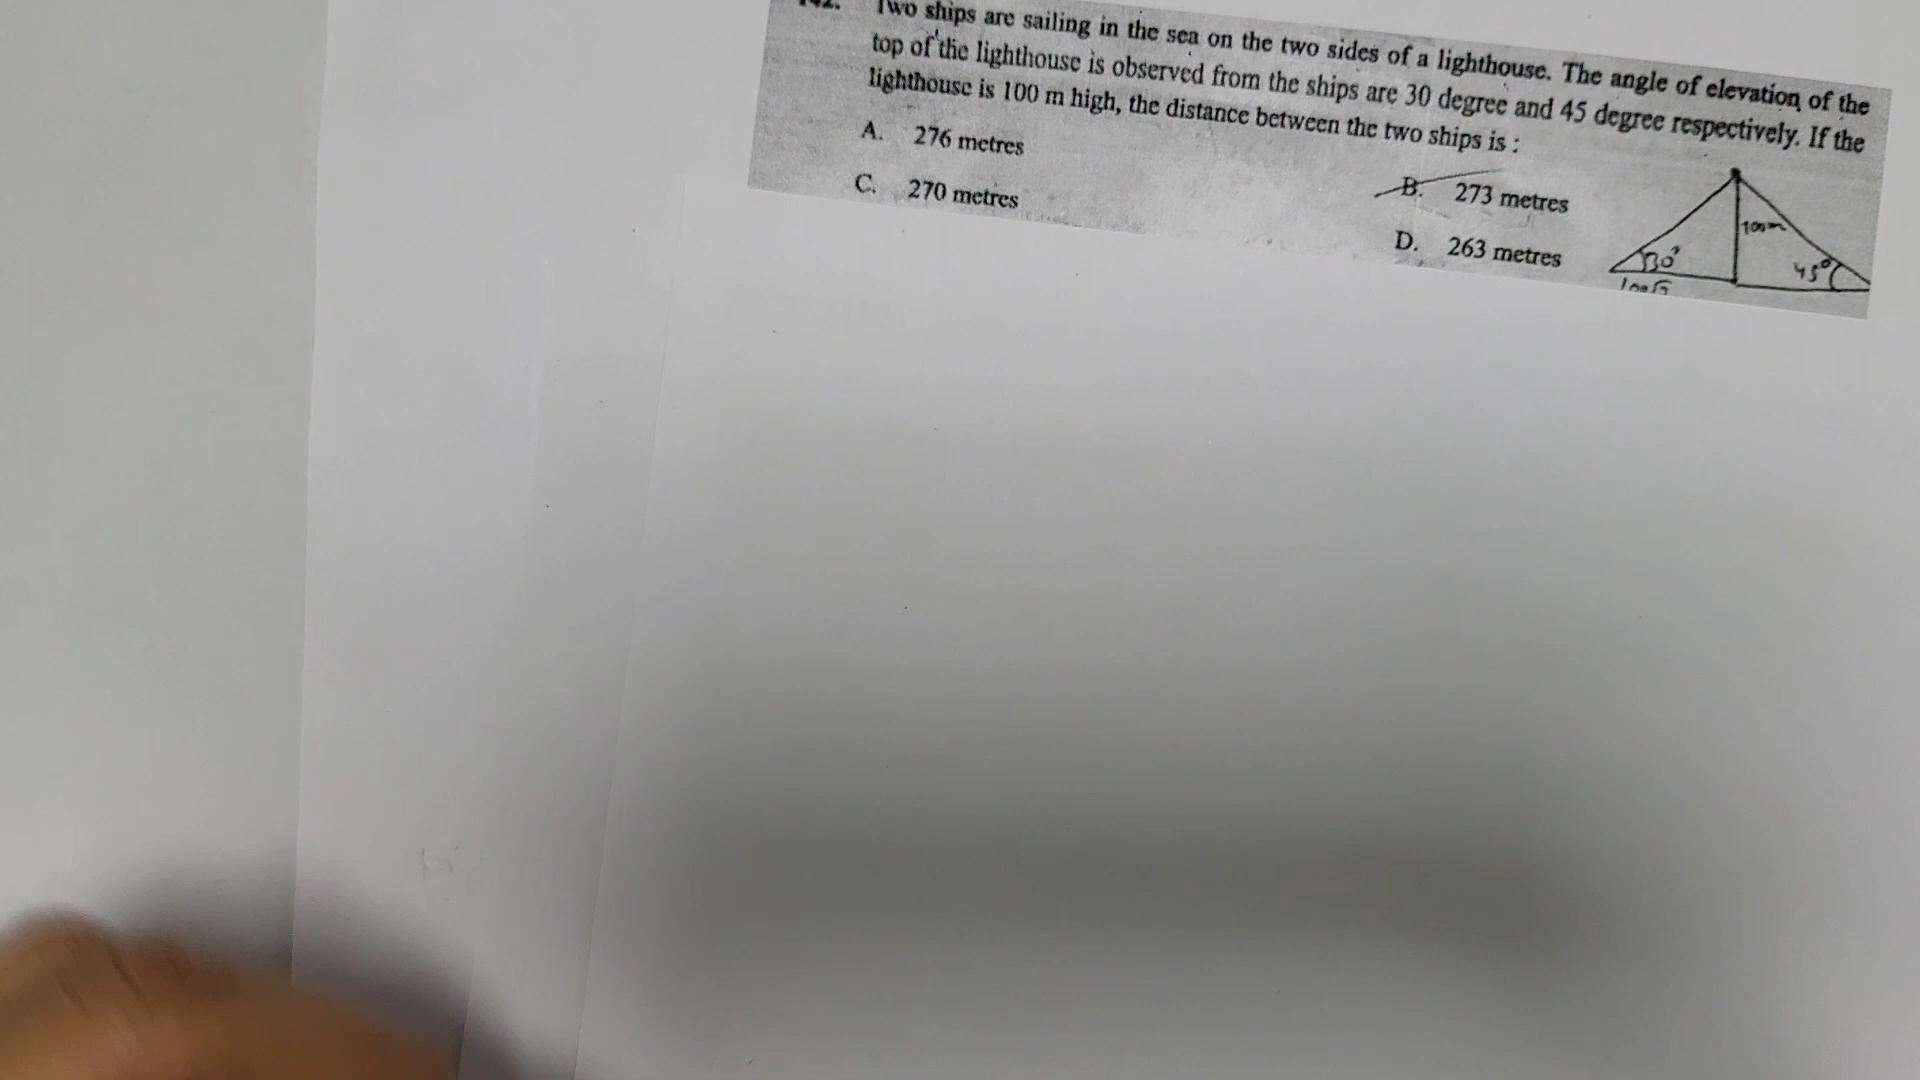 142. Two ships are sailing in the sea on the two sides of a lighthouse. The angle of elevation of the
top of the lighthouse is observed from the ships are 30 degree and 45 degree respectively. If the
lighthouse is 100 m high, the distance between the two ships is :
A. 276 metres
B. 273 metres
C. 270 metres
D. 263 metres
100m
30°
45°